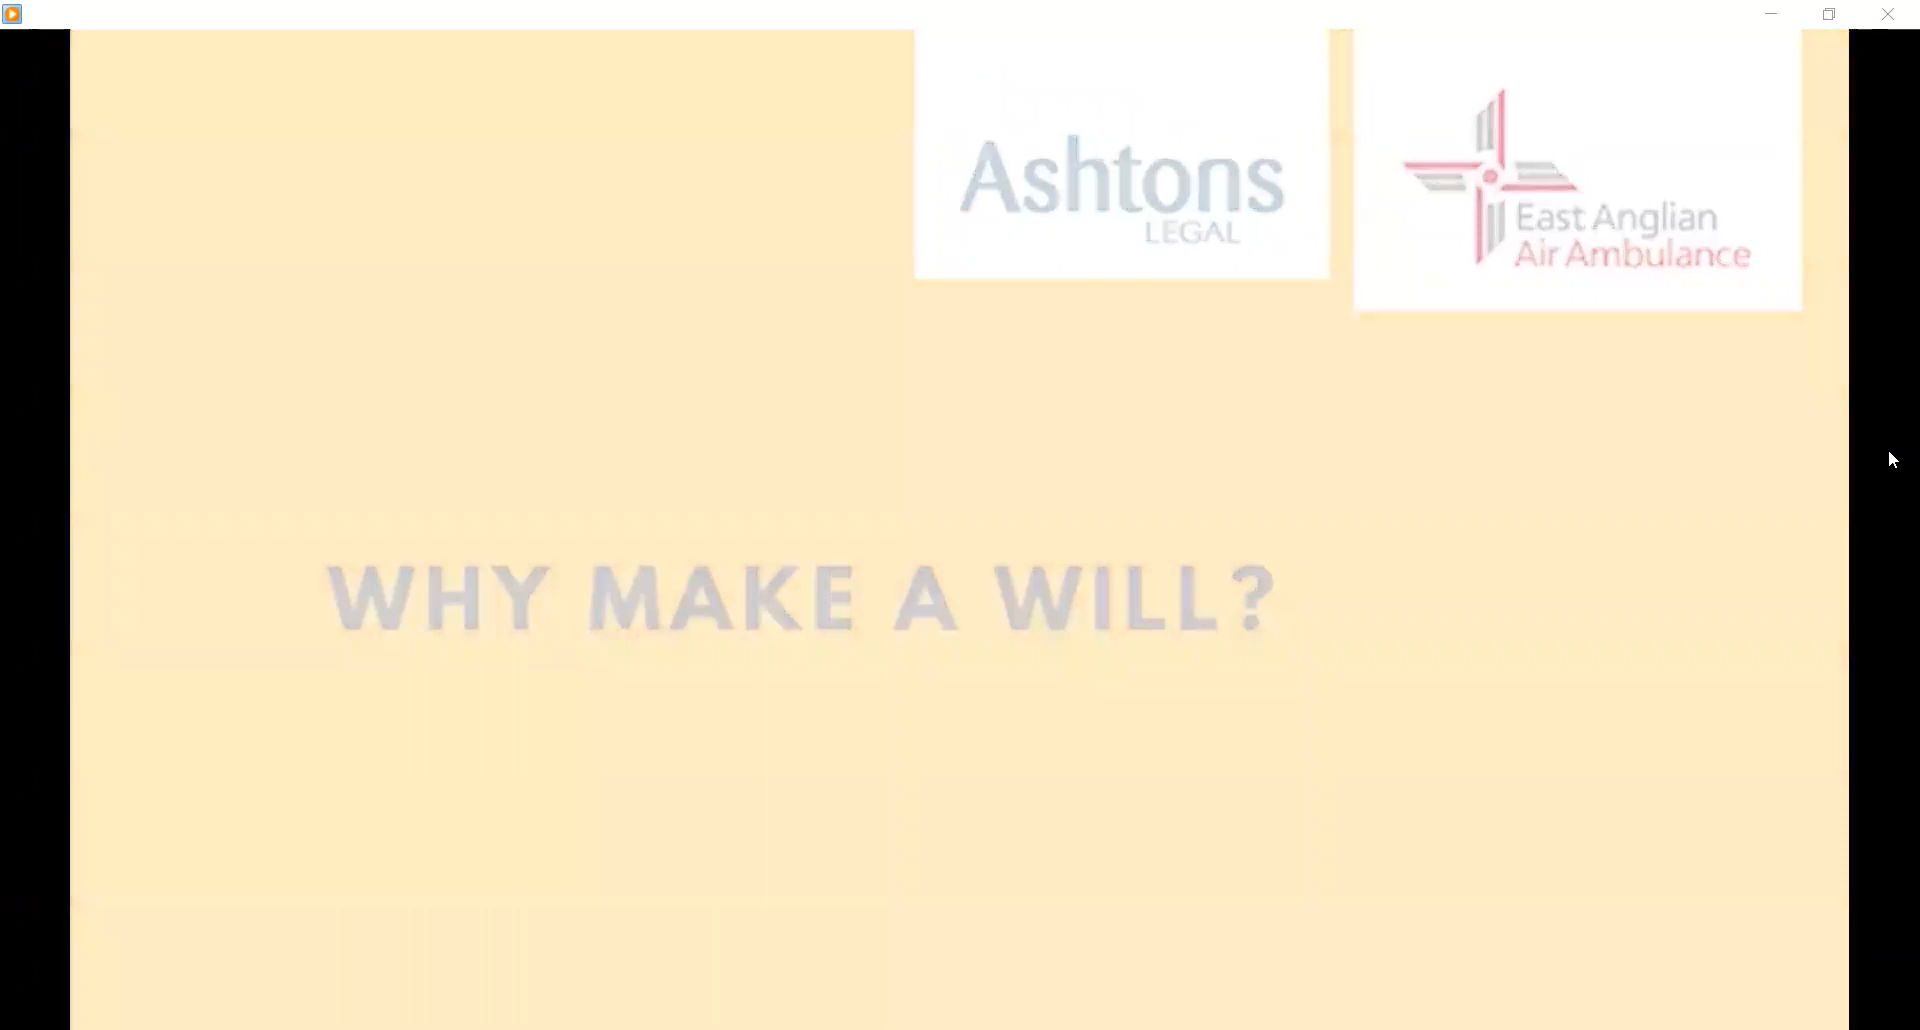 Ashtons
LEGAL
East Anglian
Air Ambulance
WHY MAKE A WILL?